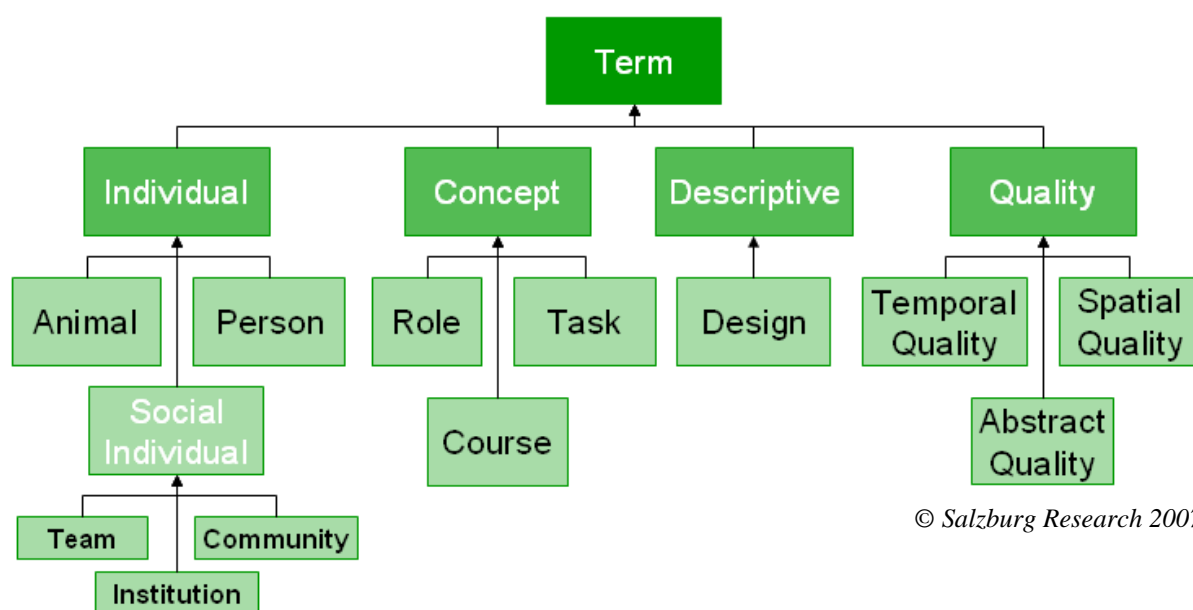 Term
Individual
Concept
Descriptive
Quality
Animal
Person
Role
Task
Design
Temporal
Quality
Spatial
Quality
Social
Individual
Course
Abstract
Quality
Team
Community
Institution
© Salzburg Research 2007